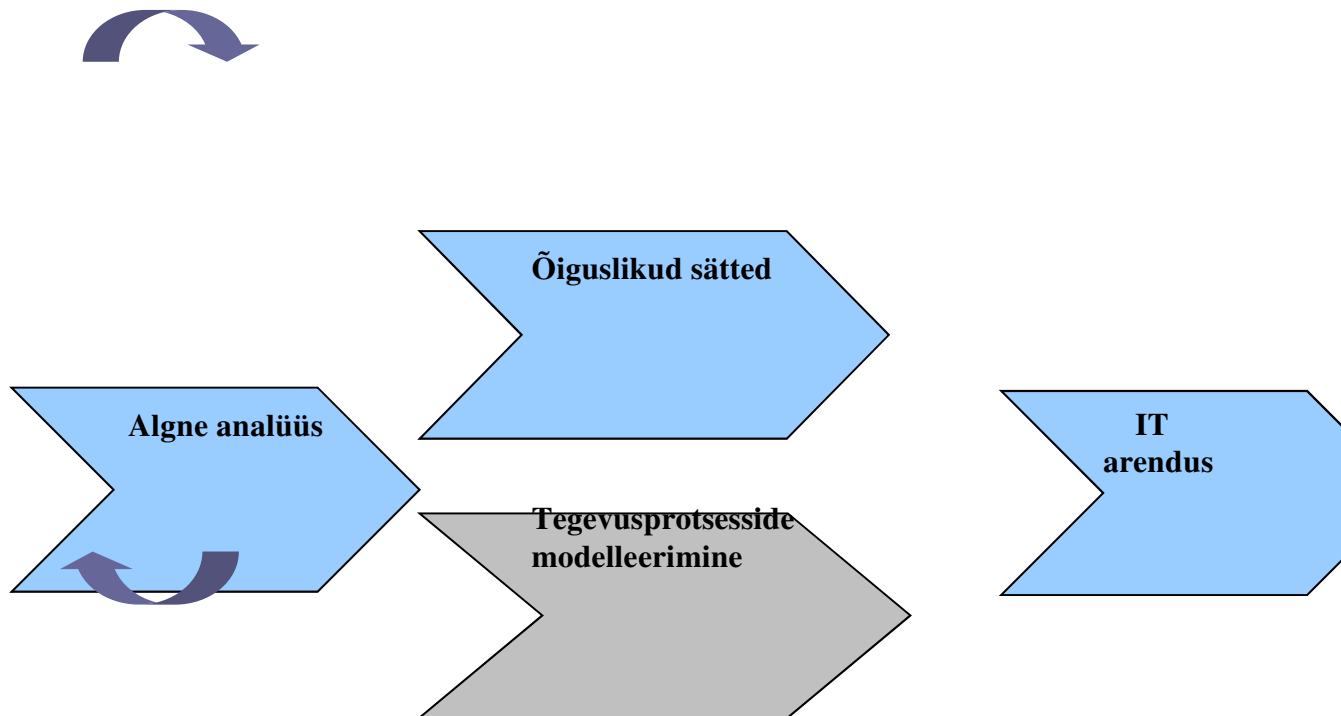 Õiguslikud sätted
Algne analüüs
IT
arendus
Tegevusprotsesside
modelleerimine